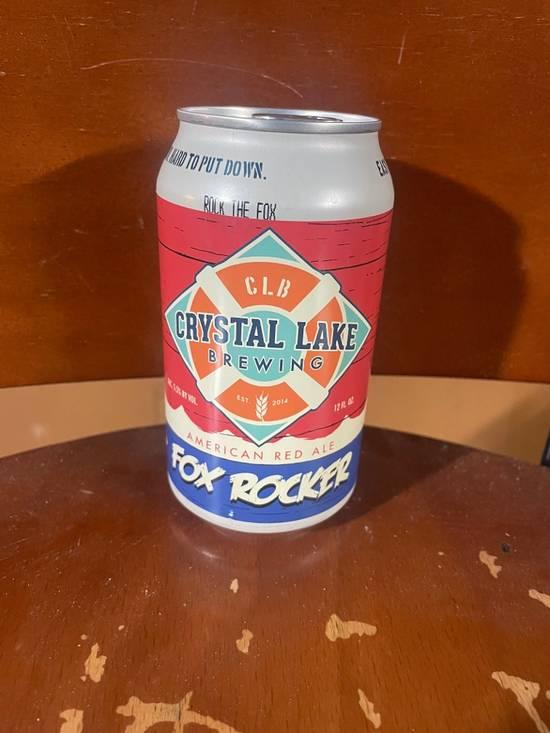 HARD TO PUT DOWN.
ROCK THE FOX
CLB
CRYSTAL LAKE
BREWING
EST. 2014
12 FL OZ
AMERICAN RED ALE
FOX ROCKER